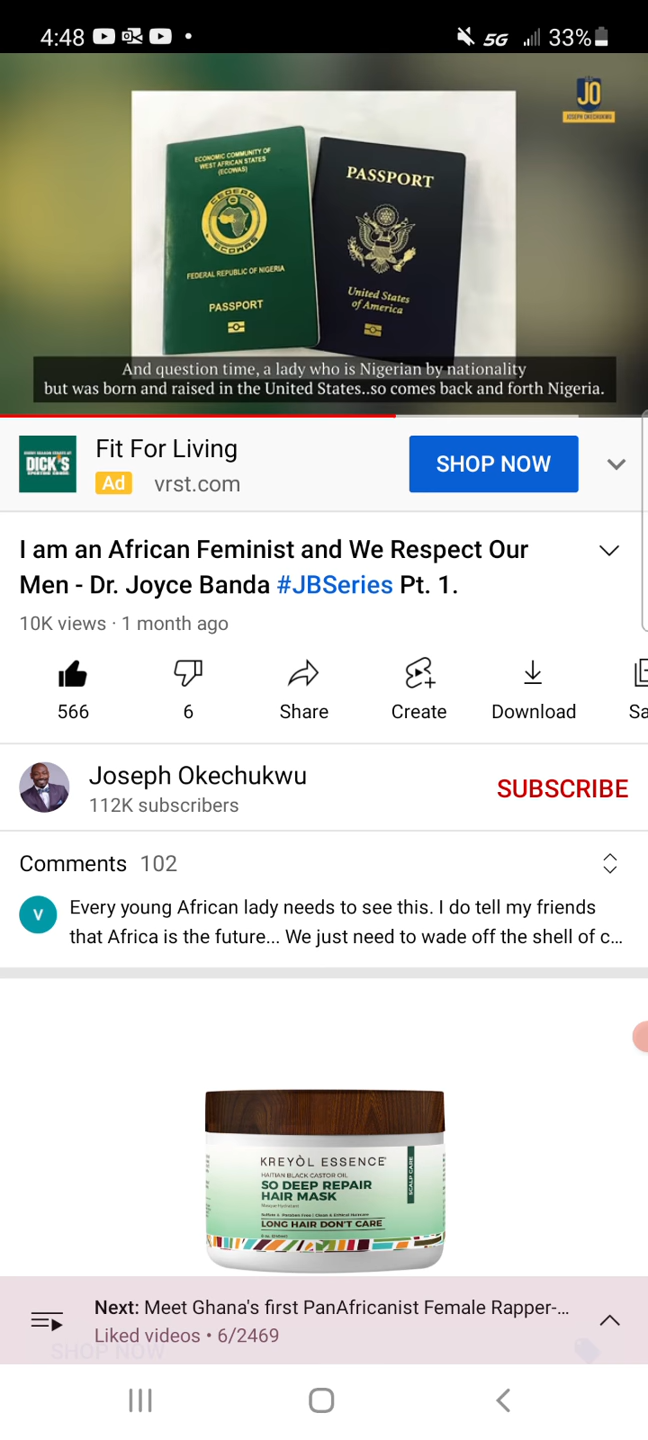 4:48
5G
33%
JO
JOSEPH OKECHUKWU
ECONOMIC COMMUNITY OF
WEST AFRICAN STATES
(ECOWAS)
CEDEAO
ECOWAS
FEDERAL REPUBLIC OF NIGERIA
PASSPORT
PASSPORT
United States
of America
And question time, a lady who is Nigerian by nationality
but was born and raised in the United States..so comes back and forth Nigeria.
DICK'S
Fit For Living
Ad vrst.com
SHOP NOW
I am an African Feminist and We Respect Our
Men - Dr. Joyce Banda #JBSeries Pt. 1.
10K views · 1 month ago
566
6
Share
Create
Download
Sa
Joseph Okechukwu
112K subscribers
SUBSCRIBE
Comments 102
V
Every young African lady needs to see this. I do tell my friends
that Africa is the future... We just need to wade off the shell of c...
KREYÒL ESSENCE
HAITIAN BLACK CASTOR OIL
SO DEEP REPAIR
HAIR MASK
SCALP CARE
LONG HAIR DON'T CARE
Next: Meet Ghana's first PanAfricanist Female Rapper-...
Liked videos • 6/2469
SHOP NOW